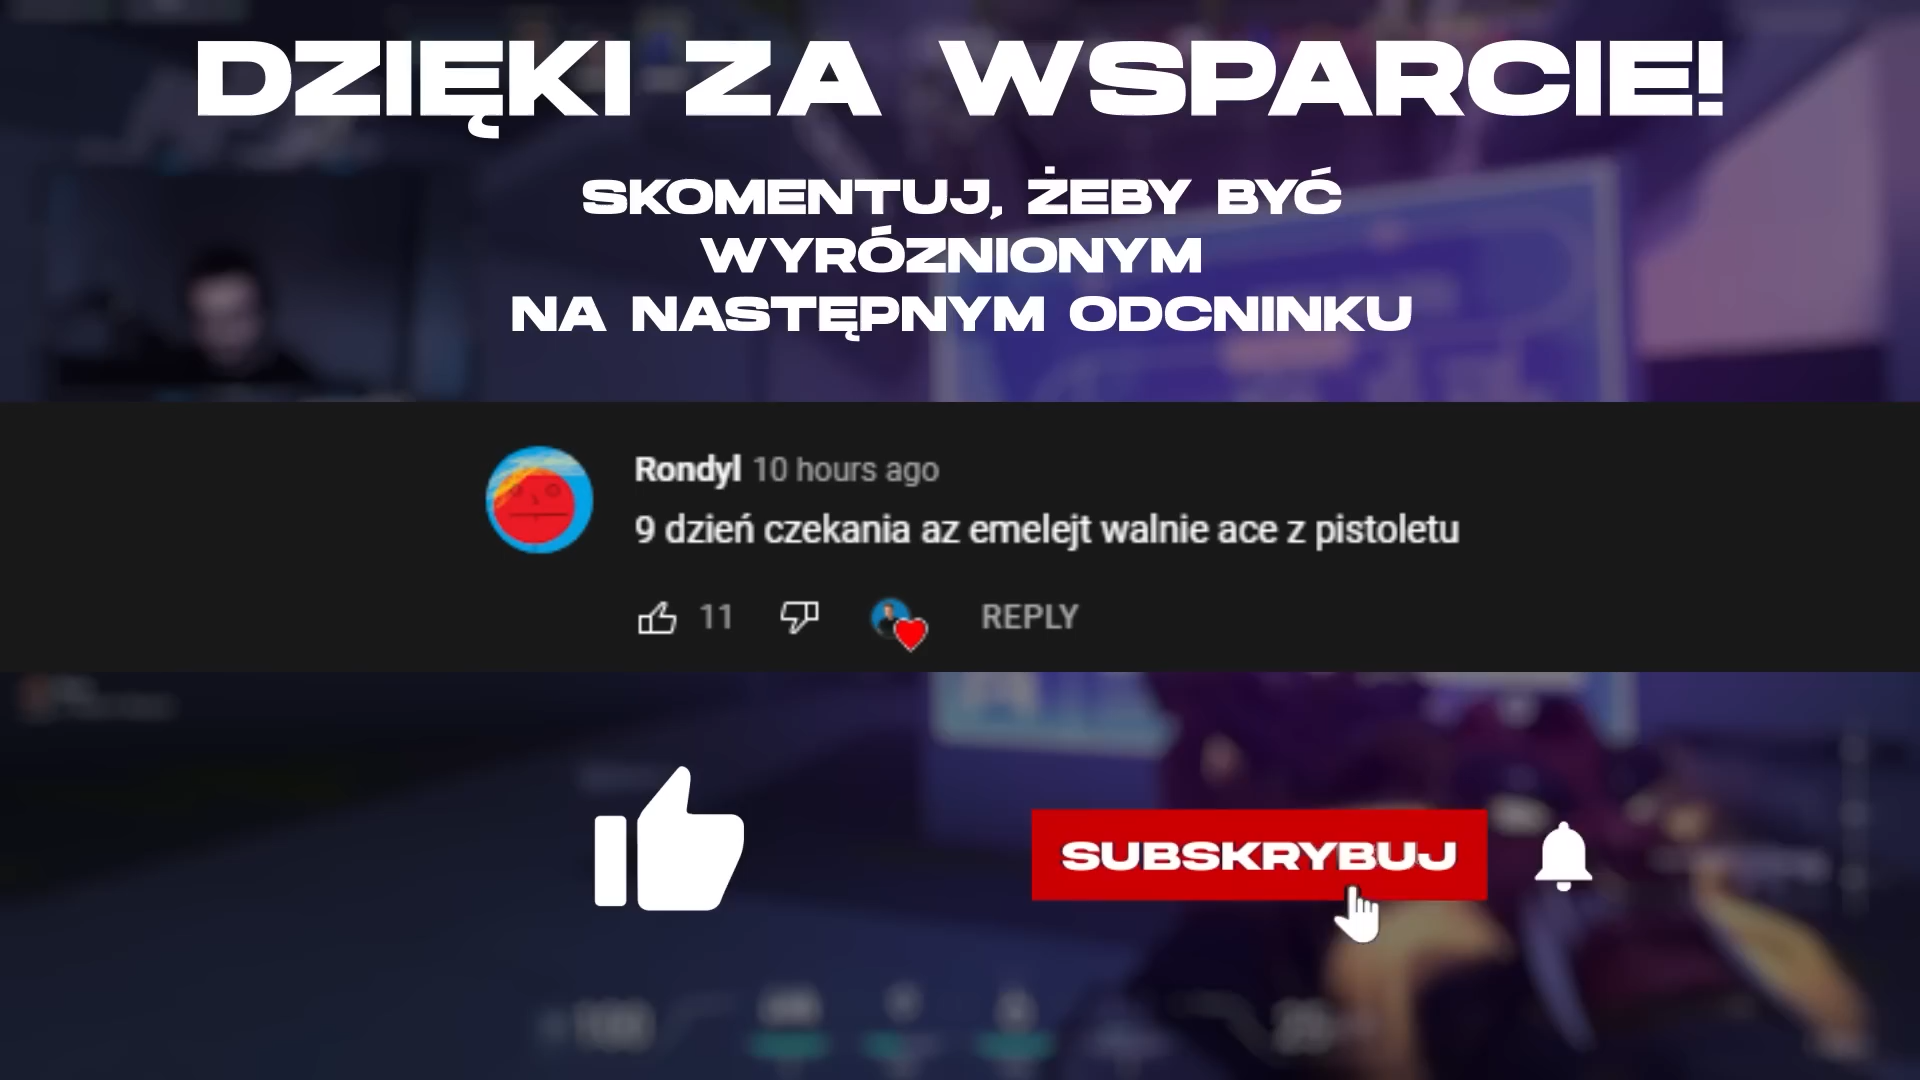 DZIĘKI ZA WSPARCIE!
SKOMENTUJ, ŻEBY BYĆ
WYRÓZNIONYM
NA NASTĘPNYM ODCNINKU
Rondyl 10 hours ago
9 dzień czekania az emelejt walnie ace z pistoletu
11 REPLY
SUBSKRYBUJ